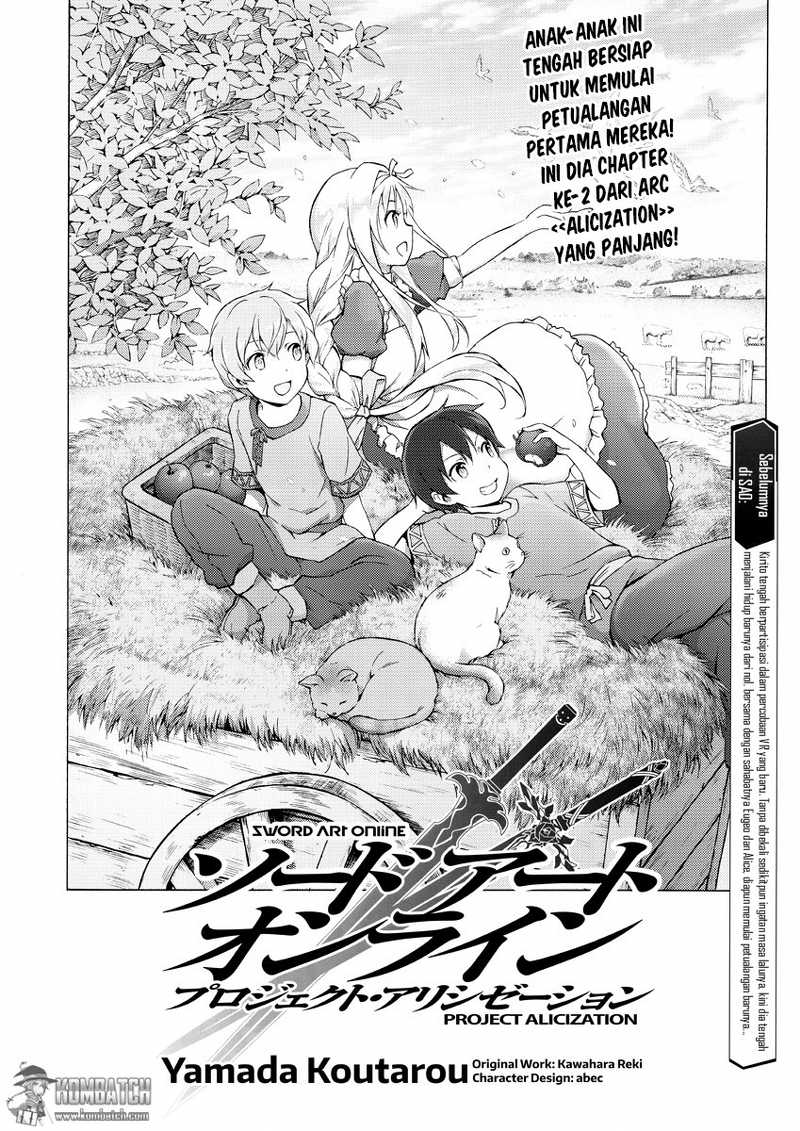 ANAK-ANAK INI
TENGAH BERSIAP
UNTUK MEMULAI
PETUALANGAN
PERTAMA MEREKA!
INI DIA CHAPTER
KE-2 DARI ARC
<<ALICIZATION>>
YANG PANJANG!
Sebelumnya
di SAO:
Kirito tengah berpartisipasi dalam percobaan VR yang baru. Tanpa dibekali sedikitpun ingatan masa lalunya, kini dia tengah
menjalani hidup barunya dari nol, bersama dengan sahabatnya Eugeo dan Alice, diapun memulai petualangan barunya...
SWORD ART ONLINE
ソードアート
オンライン
プロジェクト・アリシゼーション
PROJECT ALICIZATION
Yamada Koutarou
Original Work: Kawahara Reki
Character Design: abec
KOMBATCH
www.kombatch.com